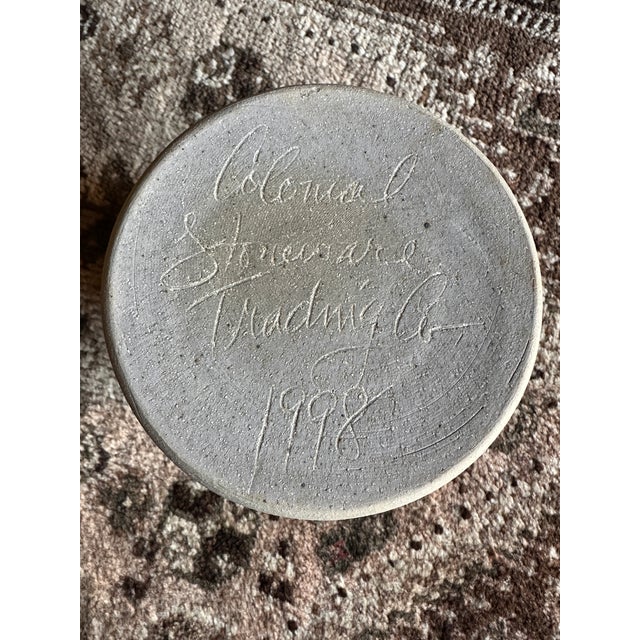 Colonial
Stoneware
Trading Co
1998